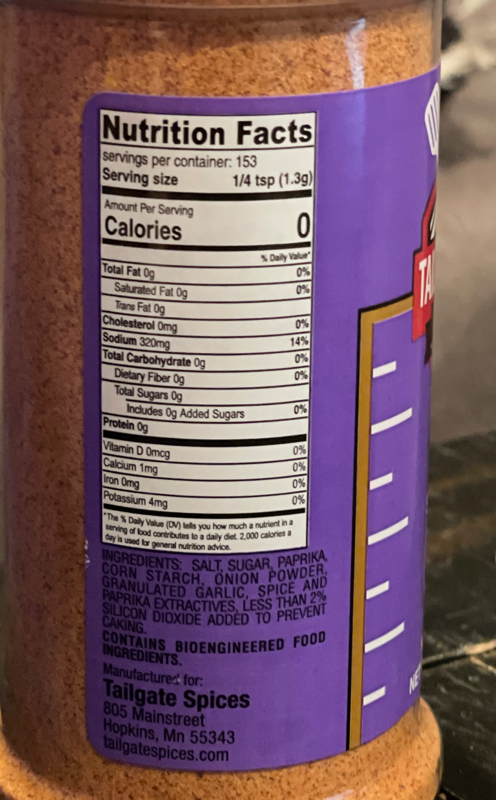 Nutrition Facts
servings per container: 153
Serving size 1/4 tsp (1.3g)
Amount Per Serving
Calories 0
% Daily Value*
Total Fat 0g 0%
Saturated Fat 0g 0%
Trans Fat 0g
Cholesterol 0mg 0%
Sodium 320mg 14%
Total Carbohydrate 0g 0%
Dietary Fiber 0g 0%
Total Sugars 0g
Includes 0g Added Sugars 0%
Protein 0g
Vitamin D 0mcg 0%
Calcium 1mg 0%
Iron 0mg 0%
Potassium 4mg 0%
*The % Daily Value (DV) tells you how much a nutrient in a
serving of food contributes to a daily diet. 2,000 calories a
day is used for general nutrition advice.
INGREDIENTS: SALT, SUGAR, PAPRIKA,
CORN STARCH, ONION POWDER,
GRANULATED GARLIC, SPICE AND
PAPRIKA EXTRACTIVES, LESS THAN 2%
SILICON DIOXIDE ADDED TO PREVENT
CAKING.
CONTAINS BIOENGINEERED FOOD
INGREDIENTS.
Manufactured for:
Tailgate Spices
805 Mainstreet
Hopkins, Mn 55343
tailgatespices.com
TA
NE